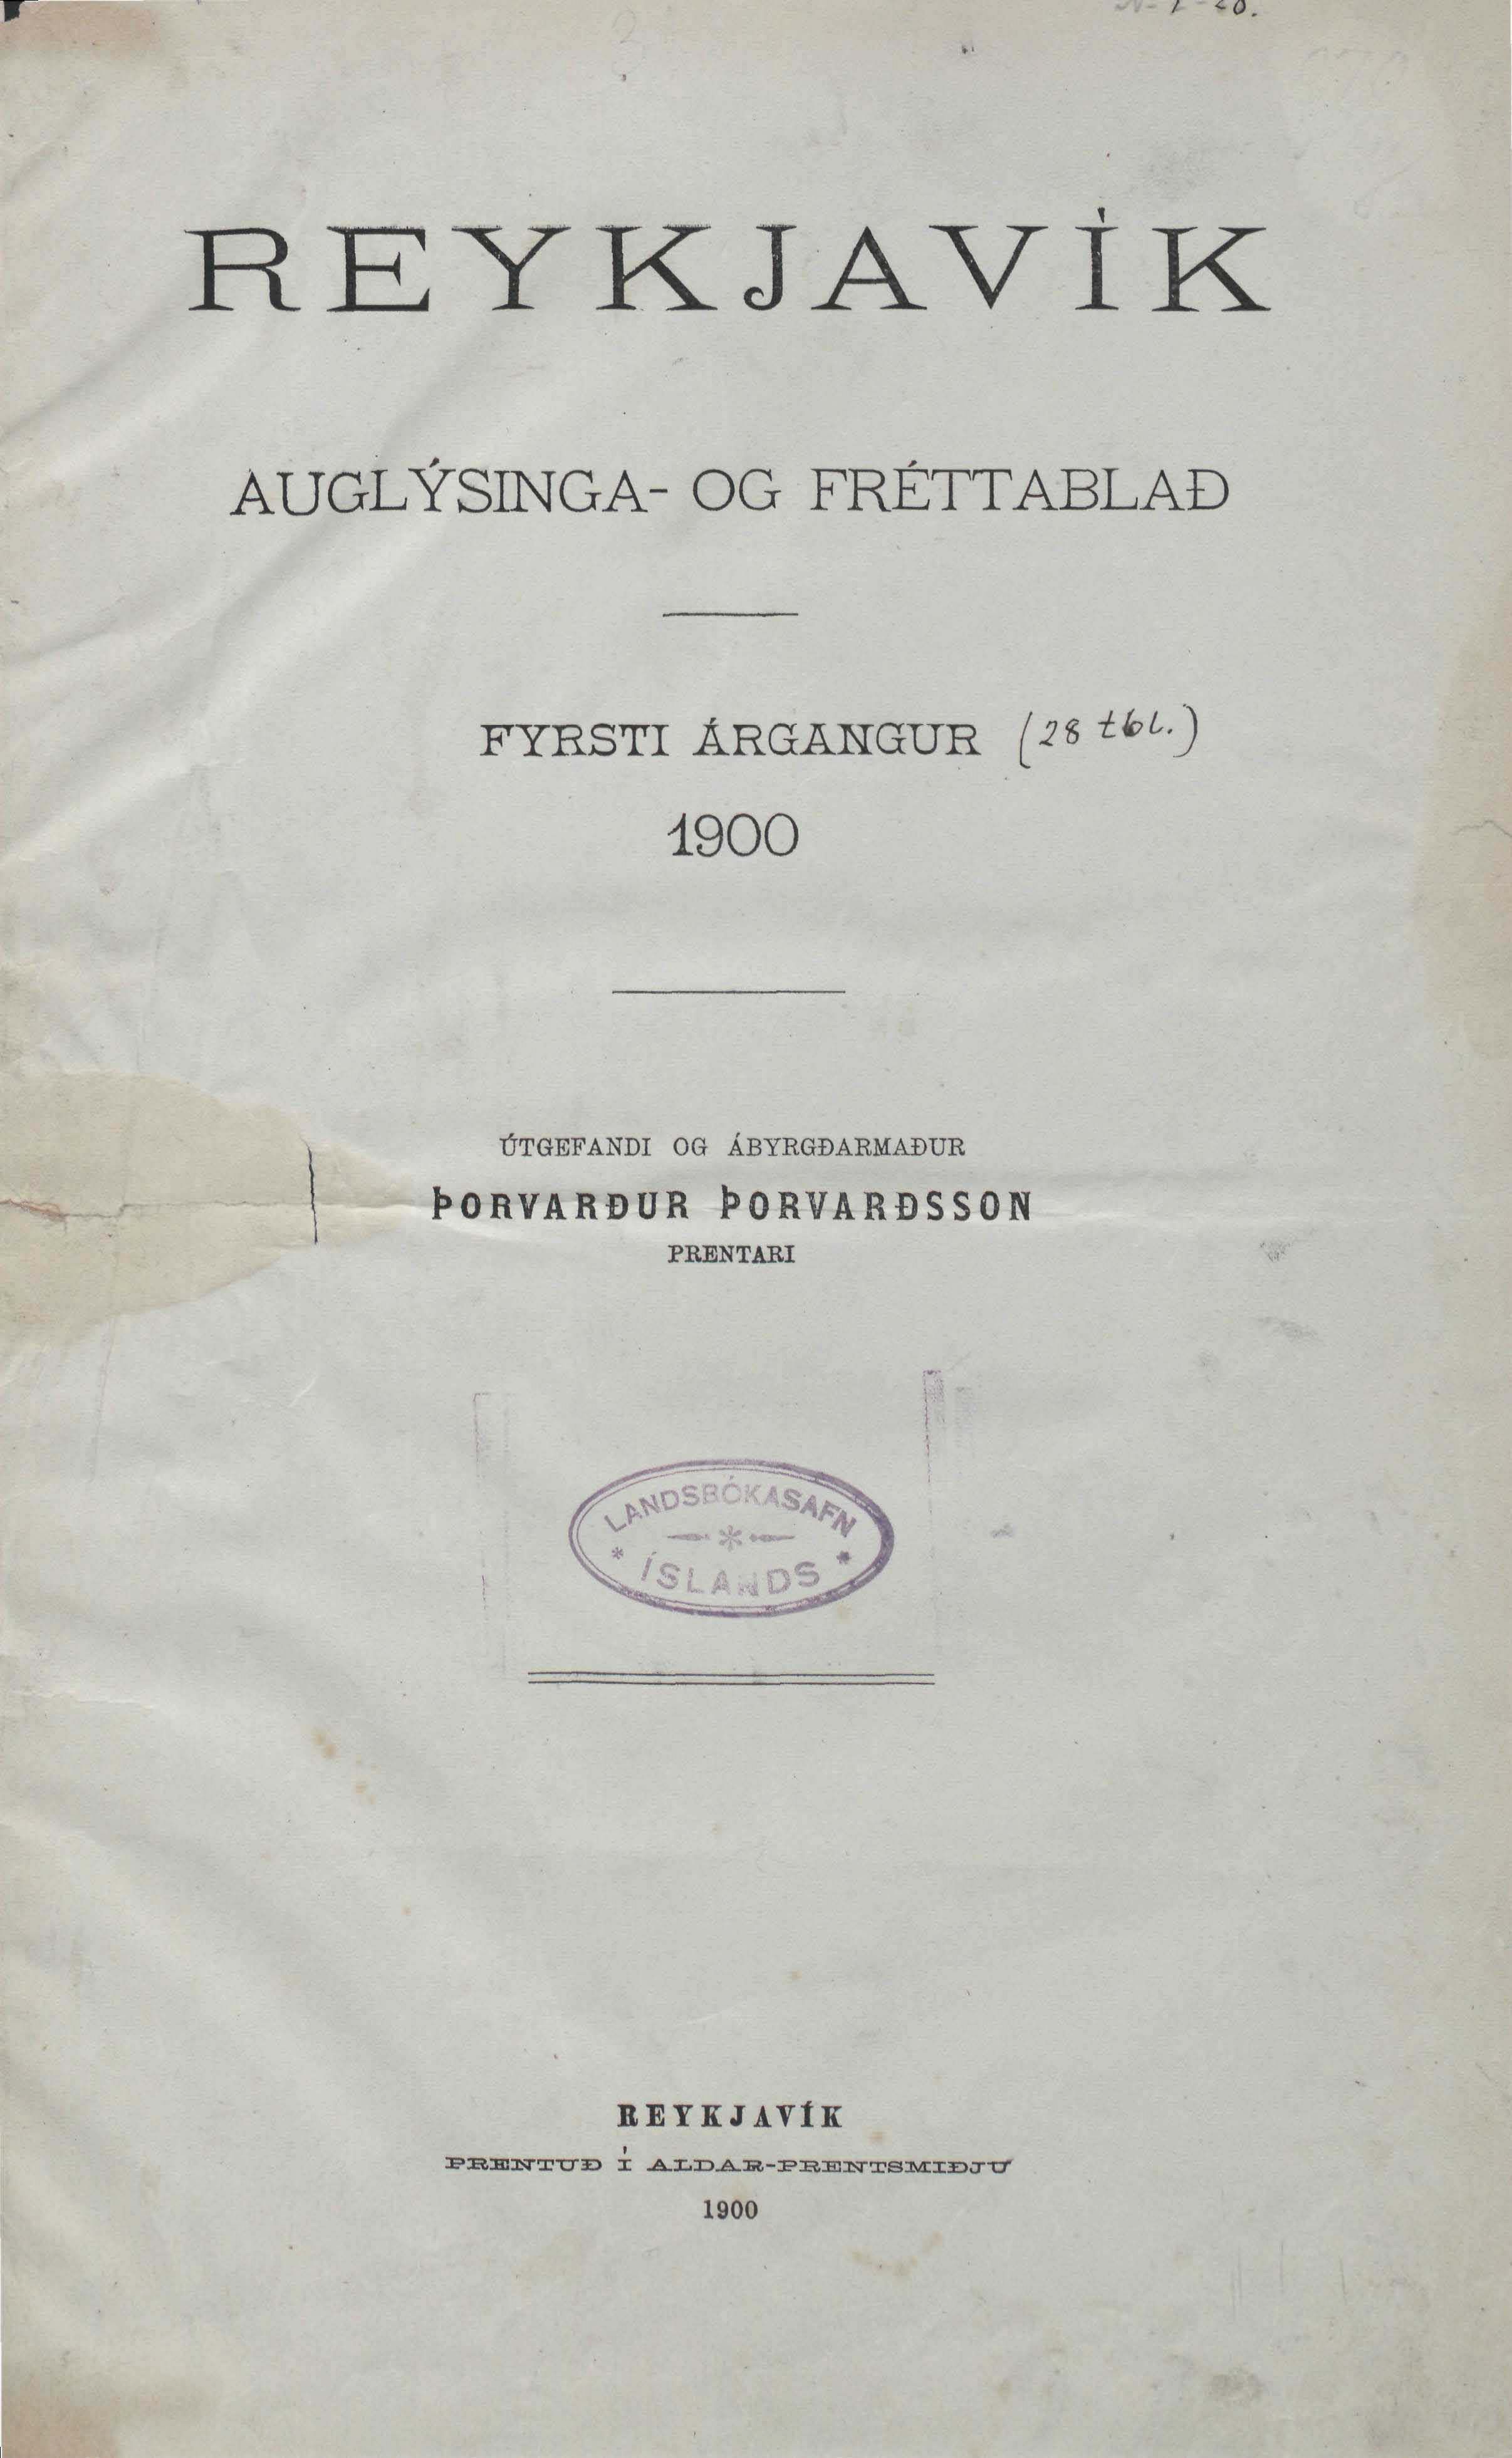 REYKJAVÍK
AUGLÝSINGA- OG FRÉTTABLAÐ
FYRSTI ÁRGANGUR (28 tbl.)
1900
ÚTGEFANDI OG ÁBYRGÐARMAÐUR
ÞORVARÐUR ÞORVARÐSSON
PRENTARI
LANDSBÓKASAFN
* ÍSLANDS *
REYKJAVÍK
PRENTUÐ Í ALDAR-PRENTSMIÐJU
1900